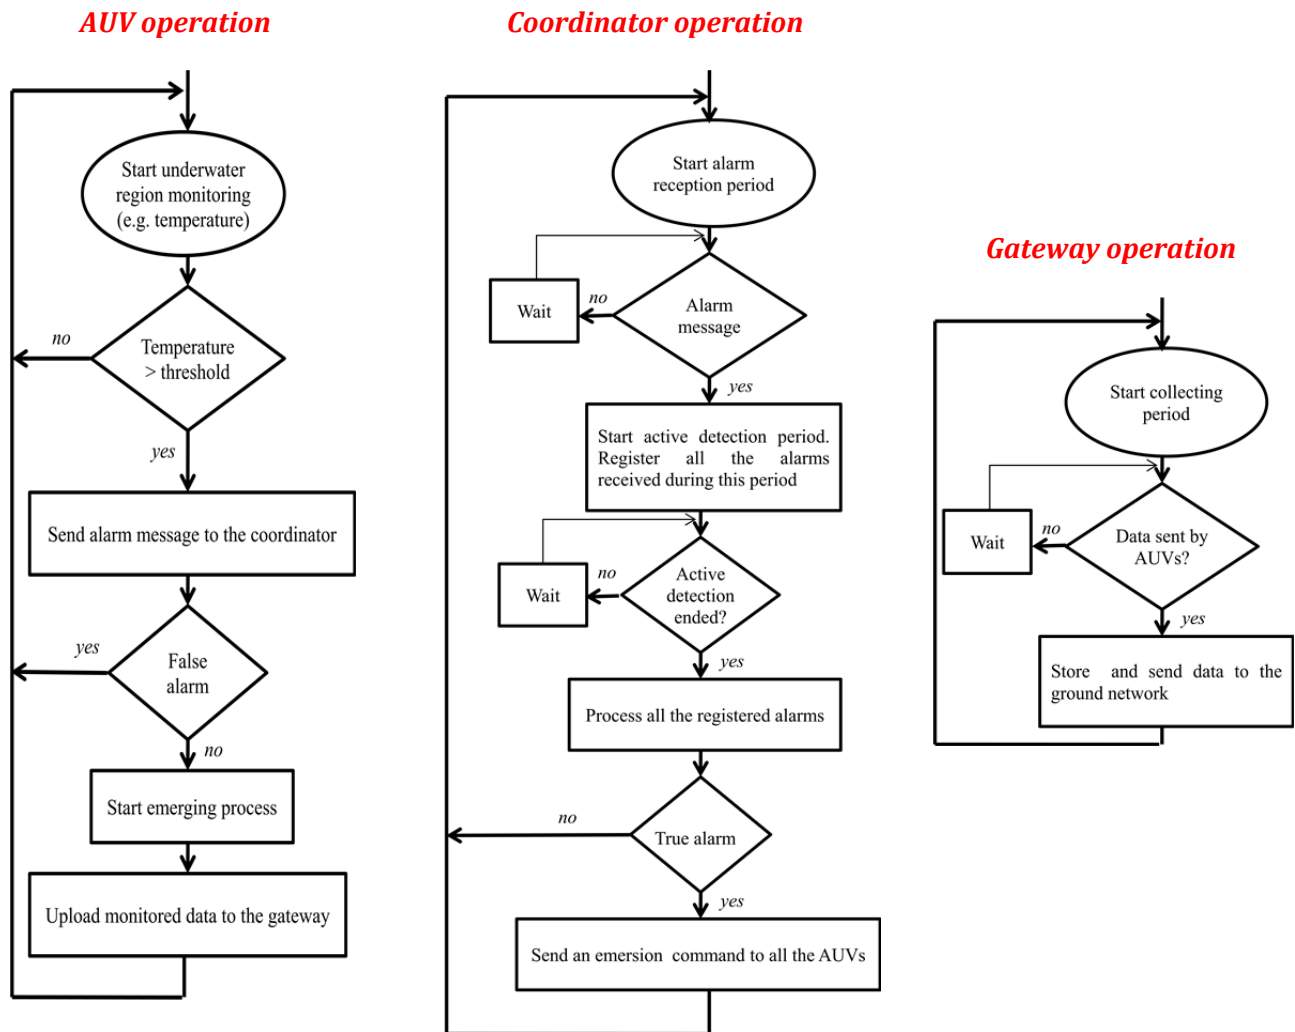 AUV operation
Start underwater
region monitoring
(e.g. temperature)
Temperature
> threshold
no
yes
Send alarm message to the coordinator
False
alarm
yes
no
Start emerging process
Upload monitored data to the gateway
Coordinator operation
Start alarm
reception period
Alarm
message
no
Wait
yes
Start active detection period.
Register all the alarms
received during this period
Active
detection
ended?
no
Wait
yes
Process all the registered alarms
True alarm
no
yes
Send an emersion command to all the AUVs
Gateway operation
Start collecting
period
Data sent by
AUVs?
no
Wait
yes
Store and send data to the
ground network